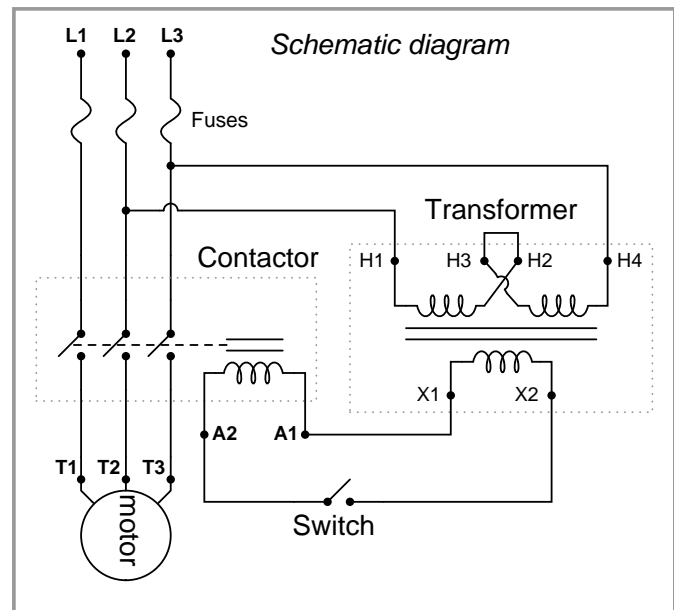 L1 L2 L3
Schematic diagram
Fuses
Transformer
H1 H3 H2 H4
Contactor
X1 X2
A2 A1
T1 T2 T3
motor
Switch